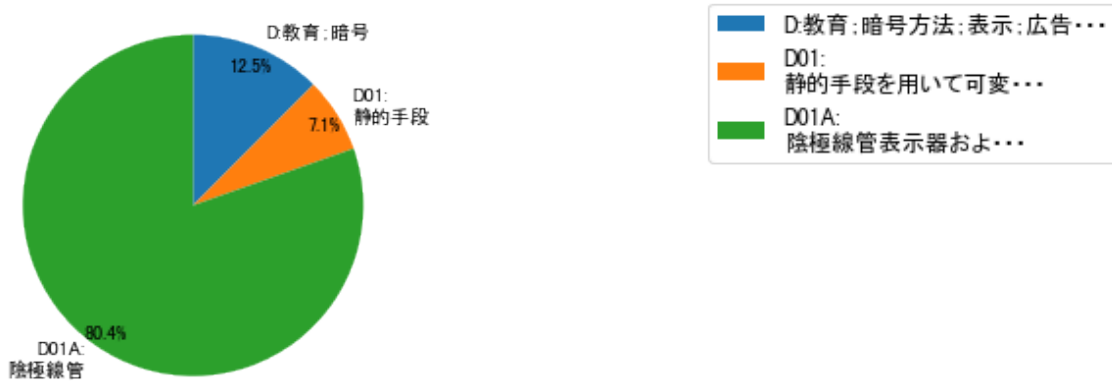 D:教育;暗号
12.5%
D01:
静的手段
7.1%
80.4%
D01A:
陰極線管
D:教育;暗号方法;表示;広告･･･
D01:
静的手段を用いて可変･･･
D01A:
陰極線管表示器およ･･･